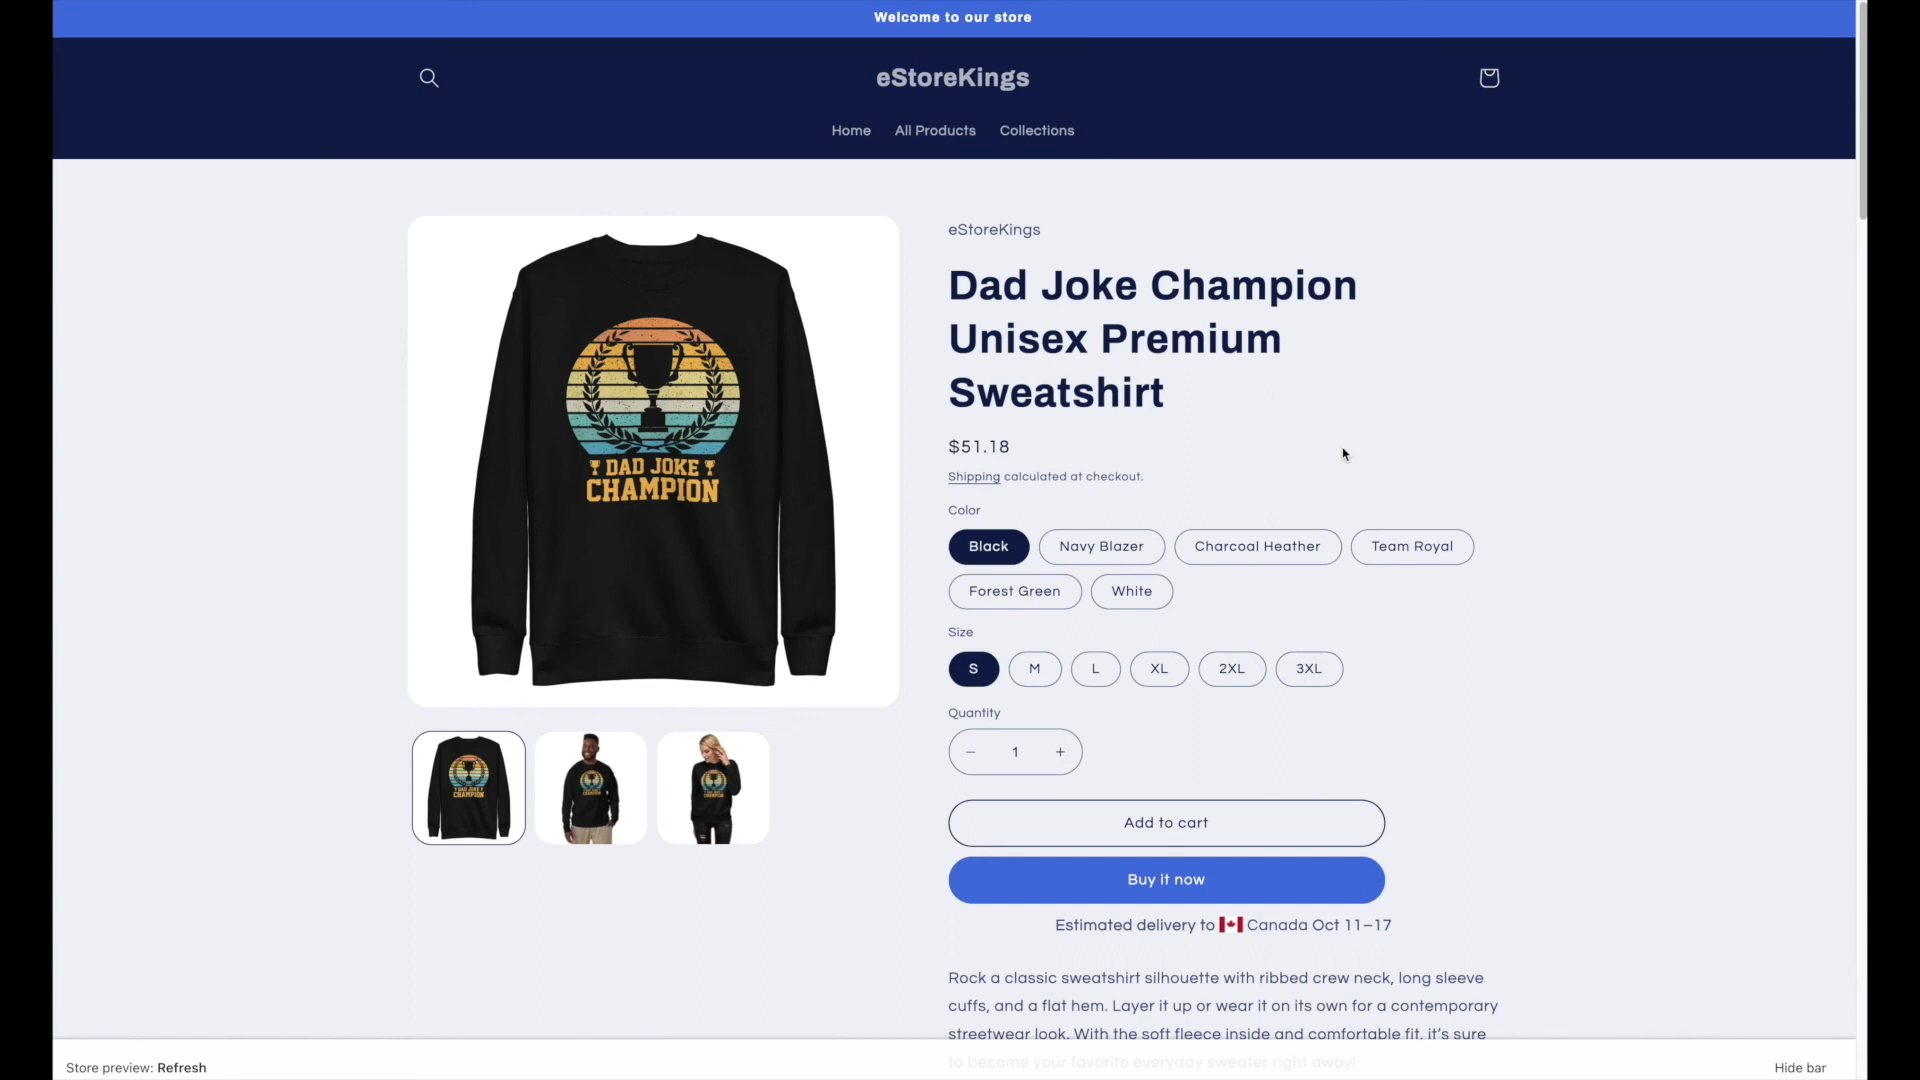 Welcome to our store
eStoreKings
Home All Products Collections
eStoreKings
Dad Joke Champion
Unisex Premium
Sweatshirt
$51.18
Shipping calculated at checkout.
Color
Black Navy Blazer Charcoal Heather Team Royal
Forest Green White
Size
S M L XL 2XL 3XL
Quantity
− 1 +
Add to cart
Buy it now
Estimated delivery to Canada Oct 11–17
Rock a classic sweatshirt silhouette with ribbed crew neck, long sleeve
cuffs, and a flat hem. Layer it up or wear it on its own for a contemporary
streetwear look. With the soft fleece inside and comfortable fit, it's sure
to become your favorite everyday sweater right away!
DAD JOKE
CHAMPION
DAD JOKE
CHAMPION
Store preview: Refresh
Hide bar